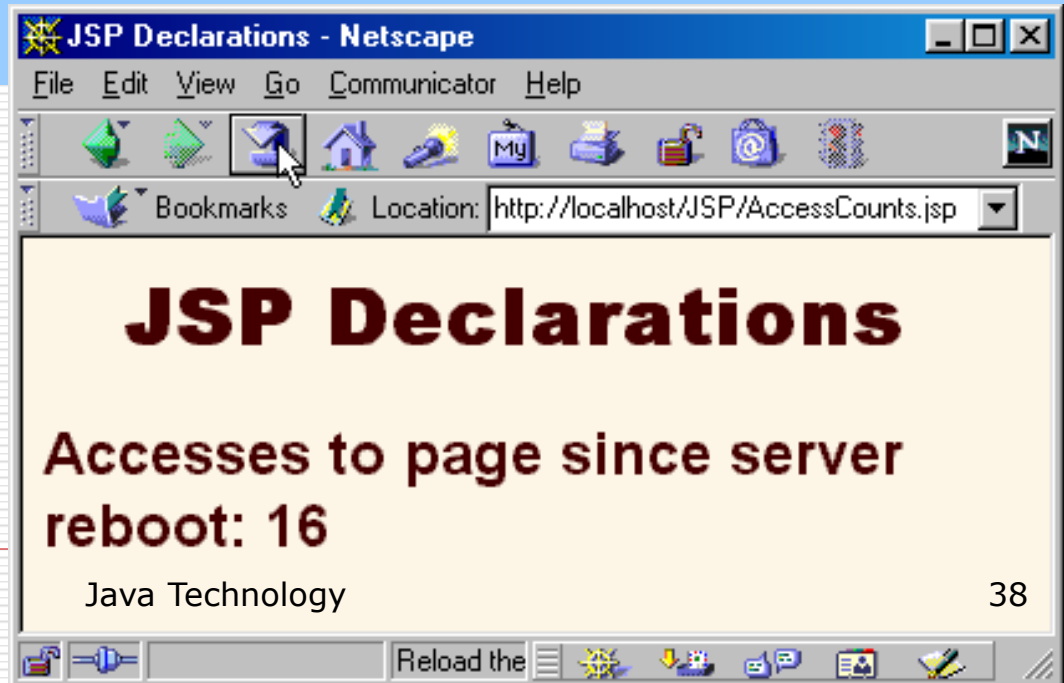 JSP Declarations - Netscape
File Edit View Go Communicator Help
My N
Bookmarks Location: http://localhost/JSP/AccessCounts.jsp
JSP Declarations
Accesses to page since server
reboot: 16
Java Technology 38
Reload the